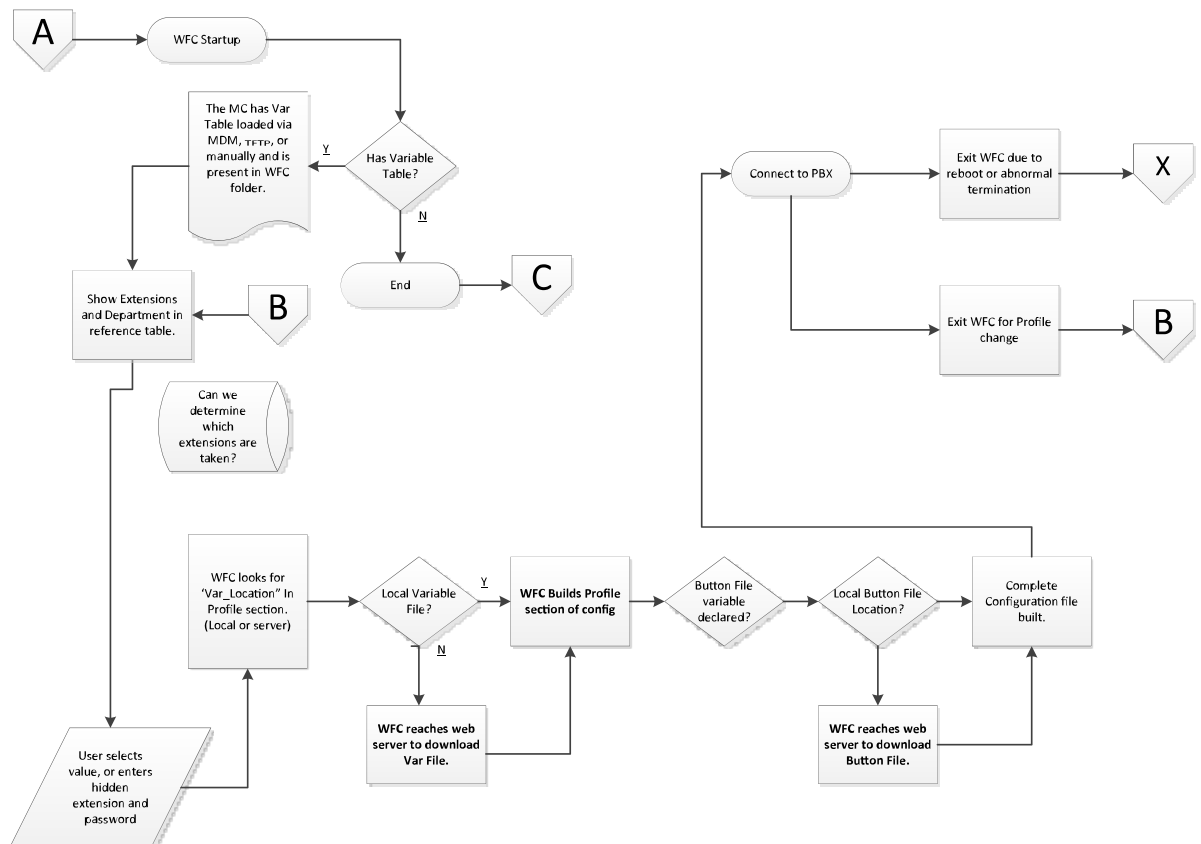 A
WFC Startup
The MC has Var
Table loaded via
MDM, TFTP, or
manually and is
present in WFC
folder.
Y
Has Variable
Table?
N
End
C
Show Extensions
and Department in
reference table.
B
Can we
determine
which
extensions are
taken?
Connect to PBX
Exit WFC due to
reboot or abnormal
termination
X
Exit WFC for Profile
change
B
WFC looks for
‘Var_Location” In
Profile section.
(Local or server)
Local Variable
File?
Y
N
WFC Builds Profile
section of config
Button File
variable
declared?
Local Button File
Location?
Complete
Configuration file
built.
WFC reaches web
server to download
Var File.
WFC reaches web
server to download
Button File.
User selects
value, or enters
hidden
extension and
password